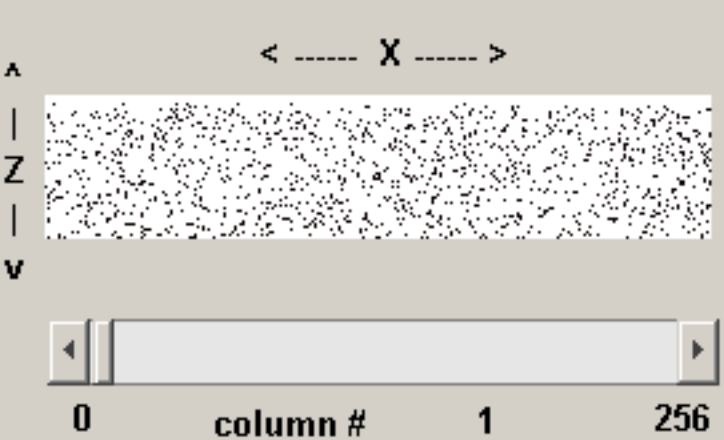 < ------ X ------ >
^
|
Z
|
v
0 column # 1 256